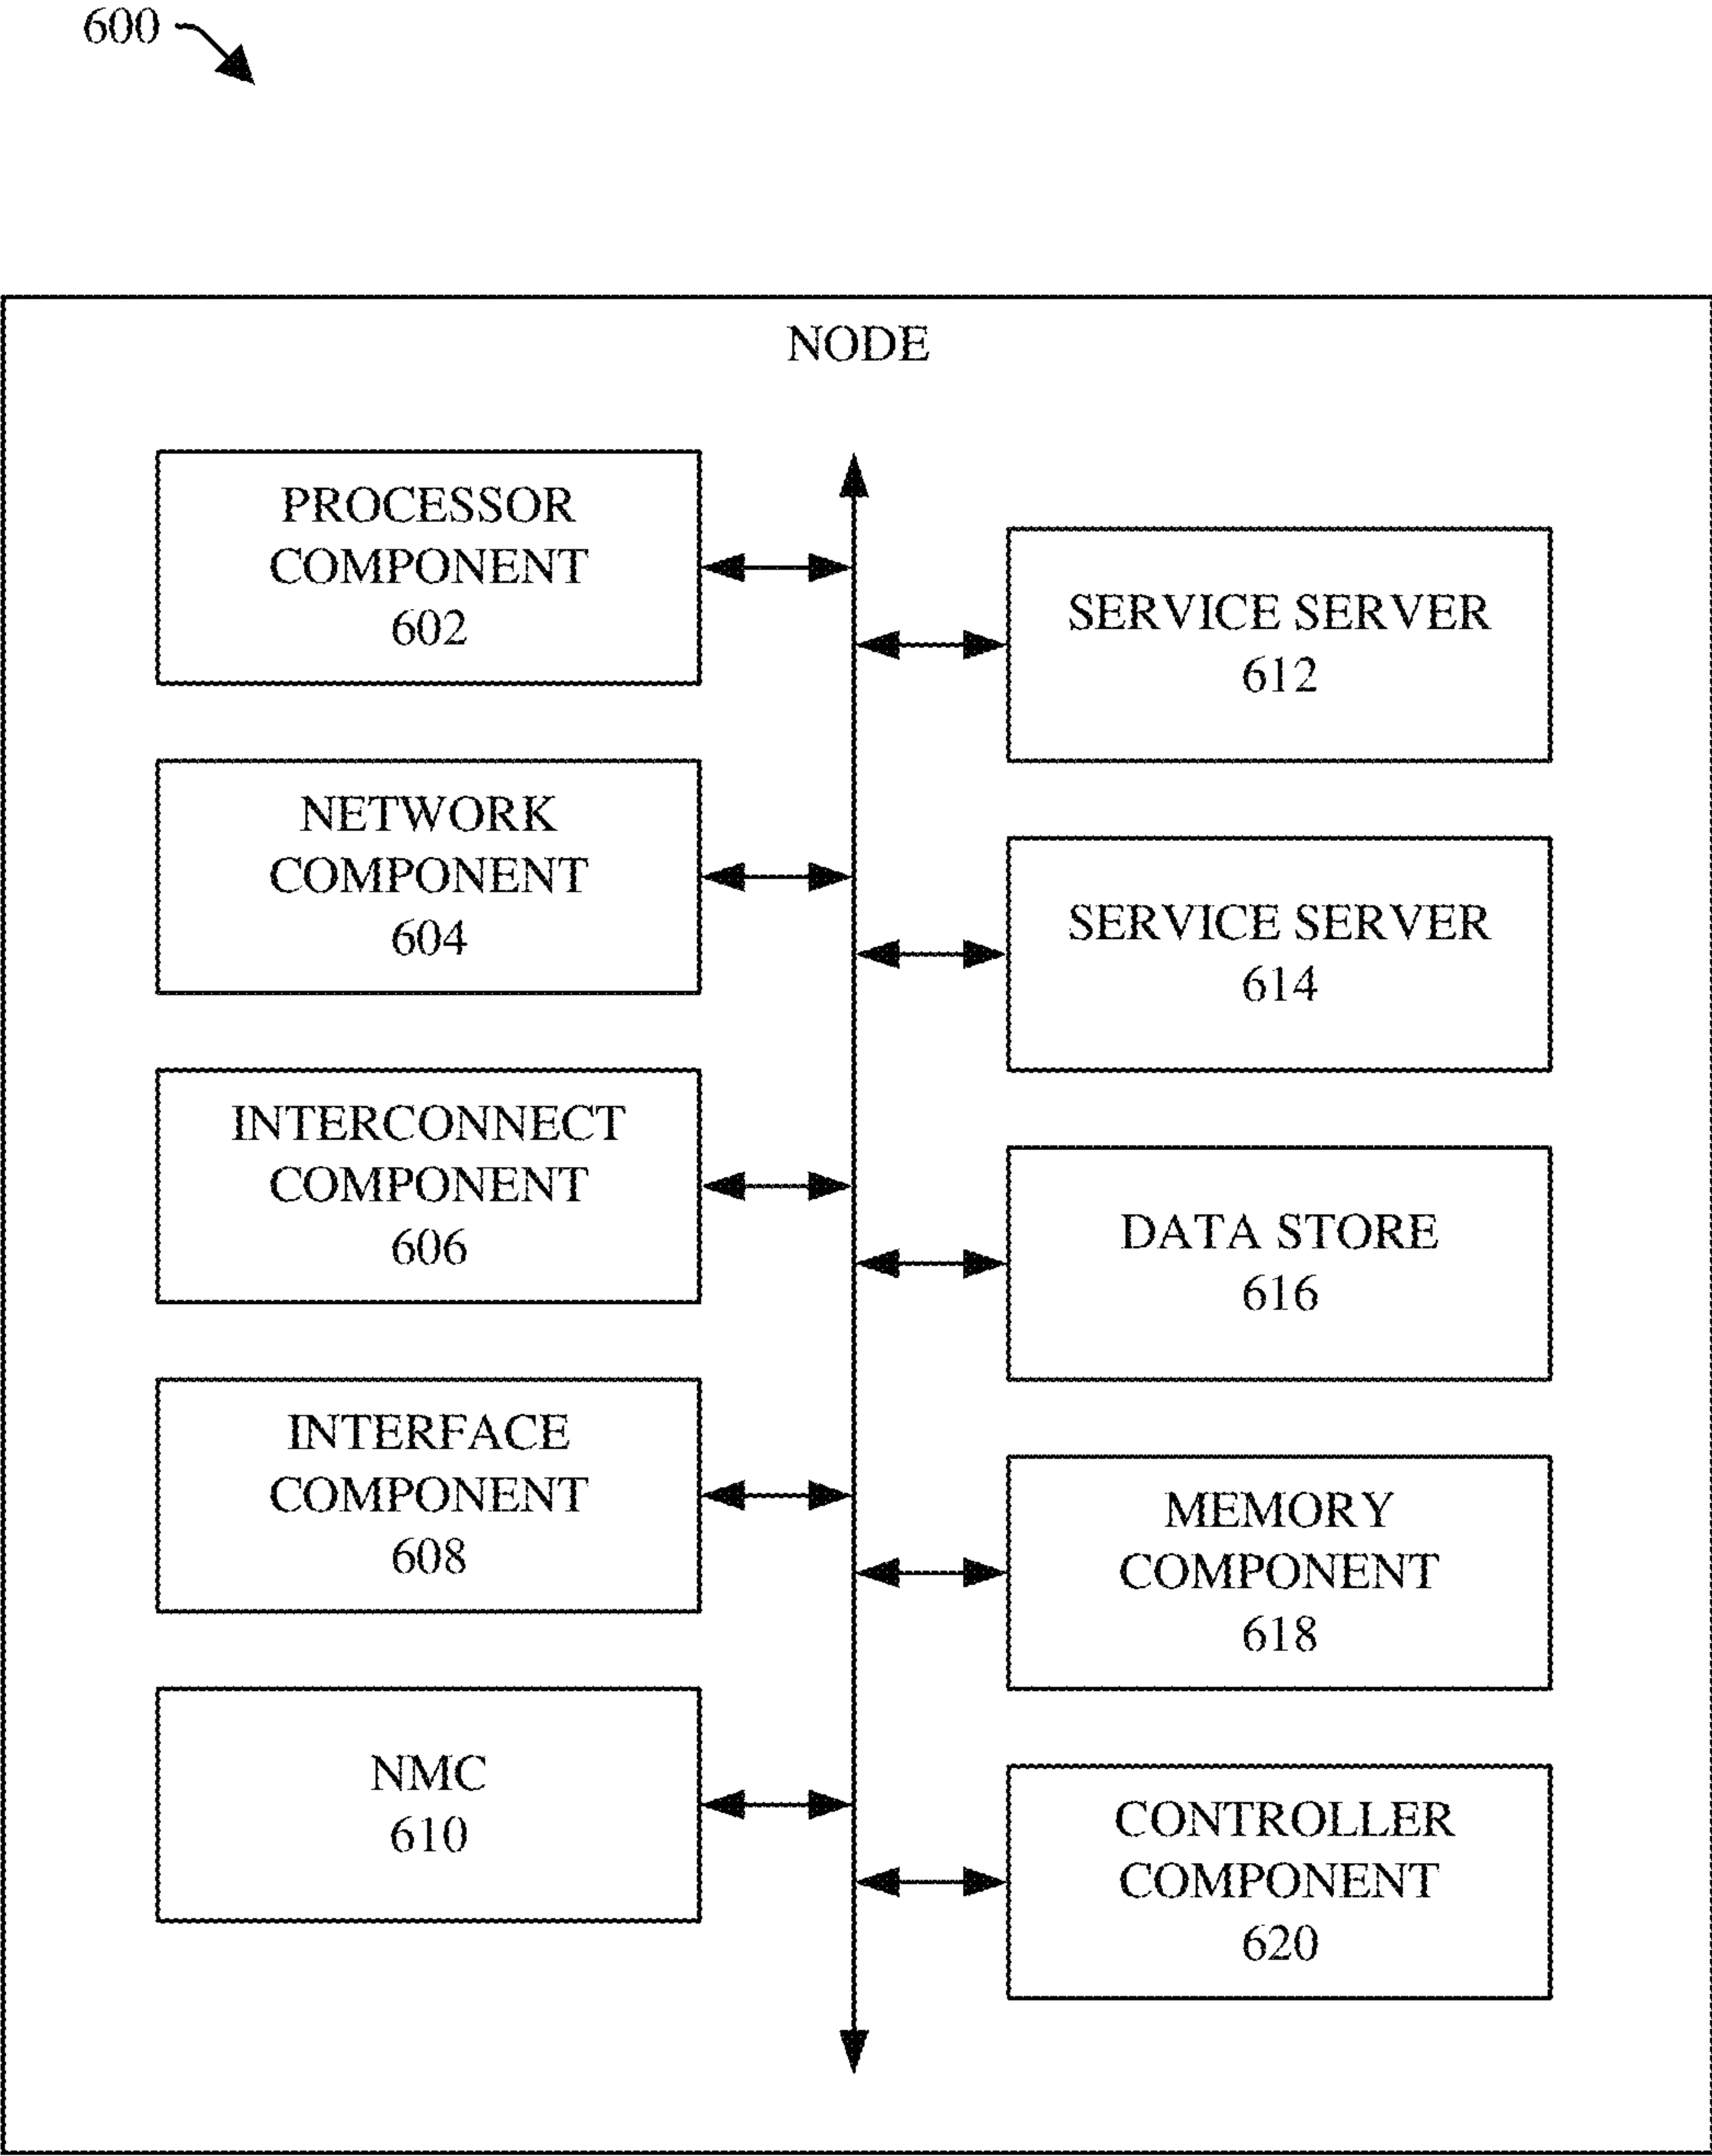 600
NODE
PROCESSOR
COMPONENT
602
NETWORK
COMPONENT
604
INTERCONNECT
COMPONENT
606
INTERFACE
COMPONENT
608
NMC
610
SERVICE SERVER
612
SERVICE SERVER
614
DATA STORE
616
MEMORY
COMPONENT
618
CONTROLLER
COMPONENT
620